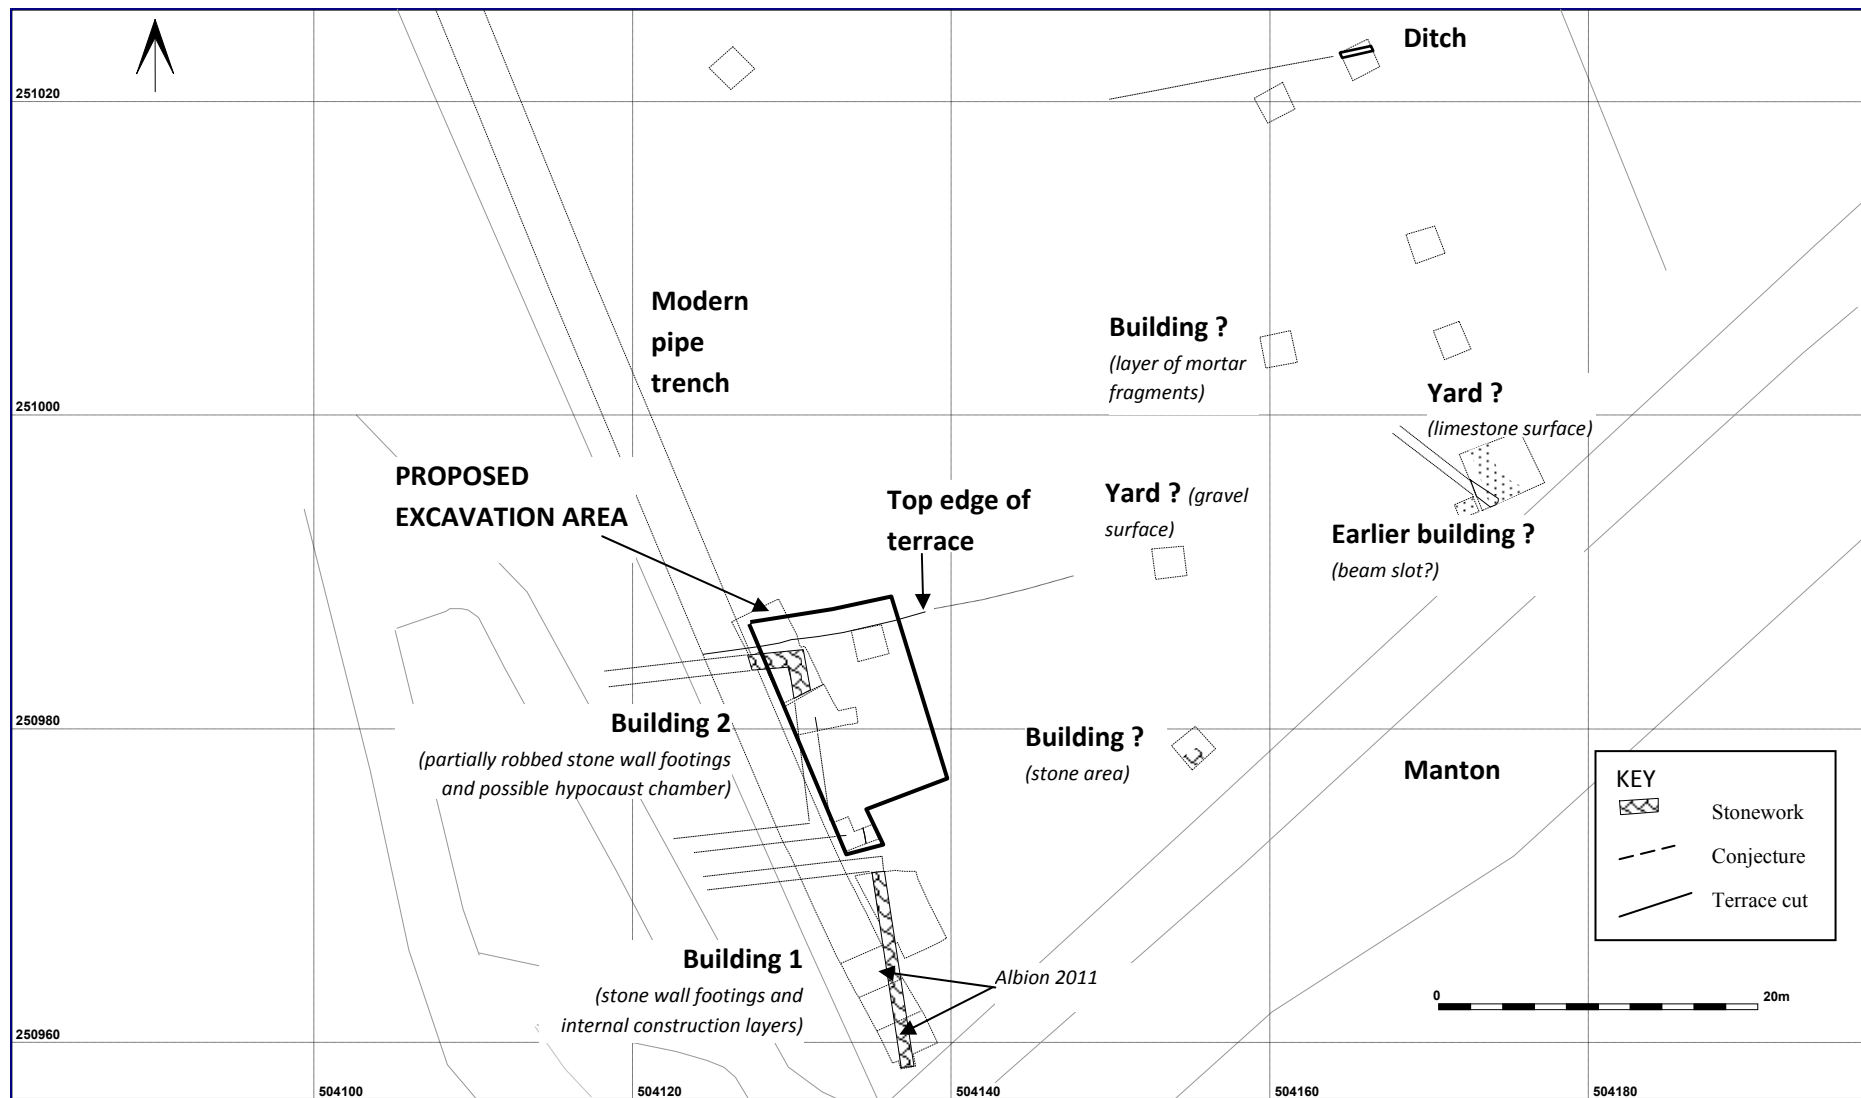 Ditch
251020
Modern
pipe
trench
Building ?
(layer of mortar
fragments)
Yard ?
(limestone surface)
251000
PROPOSED
EXCAVATION AREA
Top edge of
terrace
Yard ? (gravel
surface)
Earlier building ?
(beam slot?)
250980
Building 2
(partially robbed stone wall footings
and possible hypocaust chamber)
Building ?
(stone area)
Manton
KEY
Stonework
Conjecture
Terrace cut
Building 1
(stone wall footings and
internal construction layers)
Albion 2011
0 20m
250960
504100 504120 504140 504160 504180